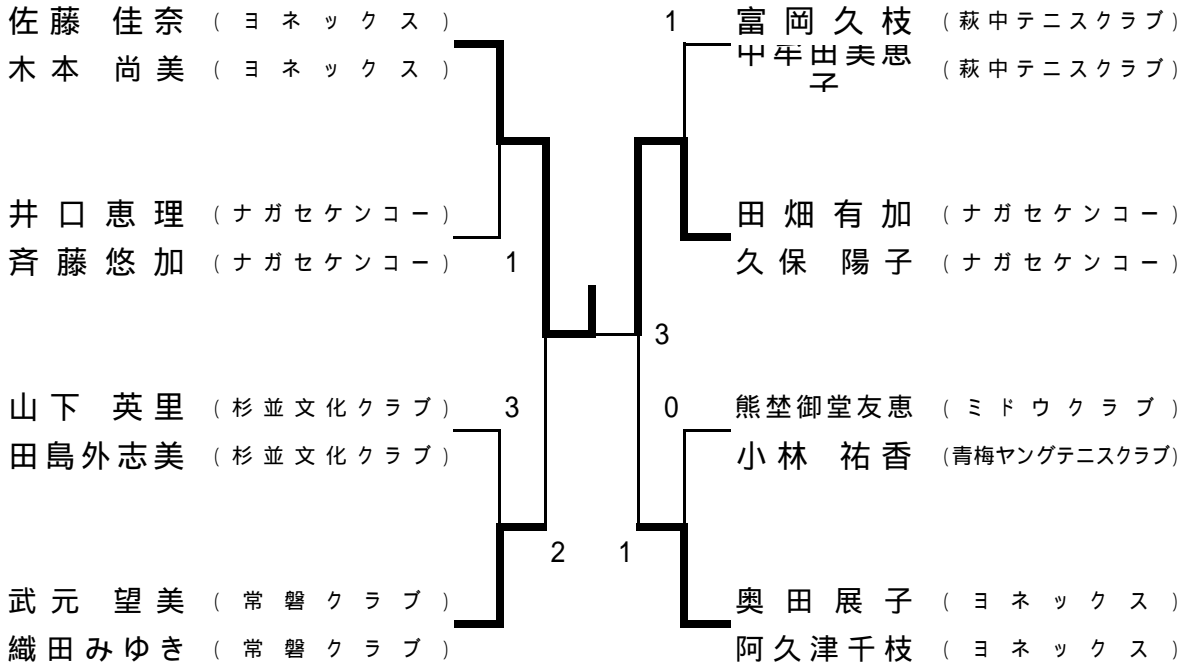 佐藤 佳奈 (ヨネックス) 1 富岡久枝 (萩中テニスクラブ)
木本 尚美 (ヨネックス) 中牟田美恵子 (萩中テニスクラブ)
井口恵理 (ナガセケンコー) 田畑有加 (ナガセケンコー)
斉藤悠加 (ナガセケンコー) 1 久保陽子 (ナガセケンコー)
3
山下 英里 (杉並文化クラブ) 3 0 熊埜御堂友恵 (ミドウクラブ)
田島外志美 (杉並文化クラブ) 小林 祐香 (青梅ヤングテニスクラブ)
2 1
武元 望美 (常磐クラブ) 奥田展子 (ヨネックス)
織田みゆき (常磐クラブ) 阿久津千枝 (ヨネックス)